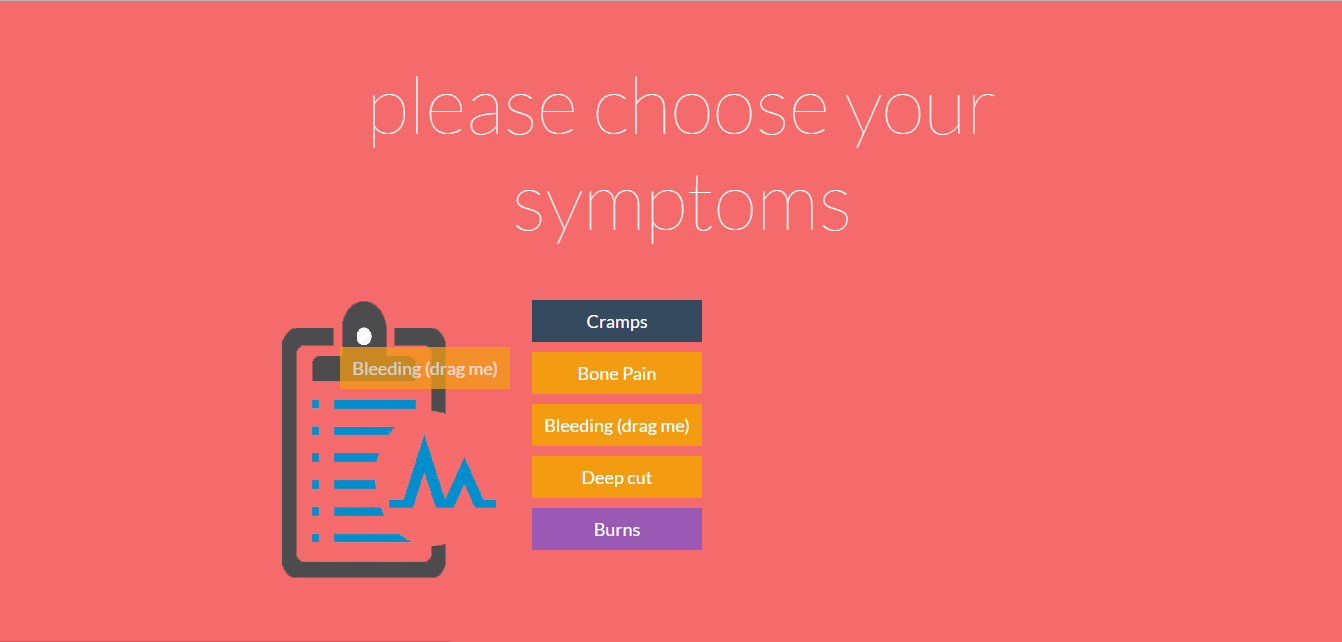 please choose your
symptoms
Cramps
Bleeding (drag me)
Bone Pain
Bleeding (drag me)
Deep cut
Burns